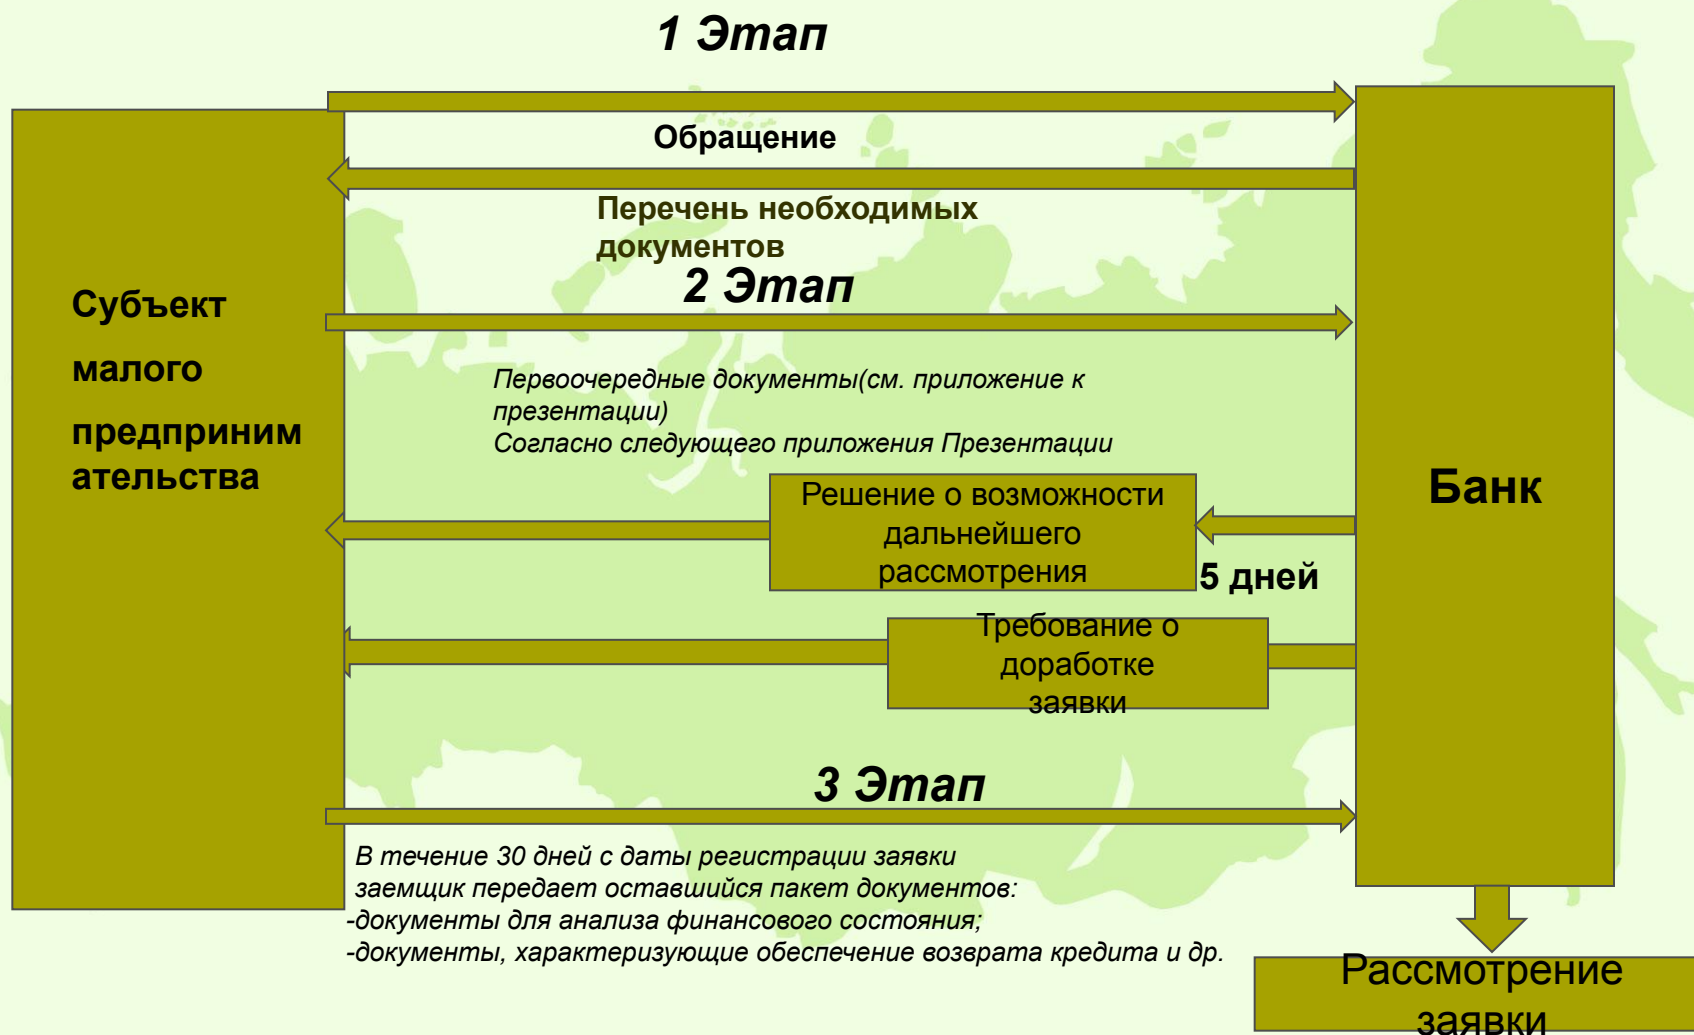 1 Этап
Обращение
Перечень необходимых
документов
2 Этап
Субъект
малого
предприним
ательства
Первоочередные документы(см. приложение к
презентации)
Согласно следующего приложения Презентации
Банк
Решение о возможности
дальнейшего
рассмотрения
5 дней
Требование о
доработке
заявки
3 Этап
В течение 30 дней с даты регистрации заявки
заемщик передает оставшийся пакет документов:
-документы для анализа финансового состояния;
-документы, характеризующие обеспечение возврата кредита и др.
Рассмотрение
заявки